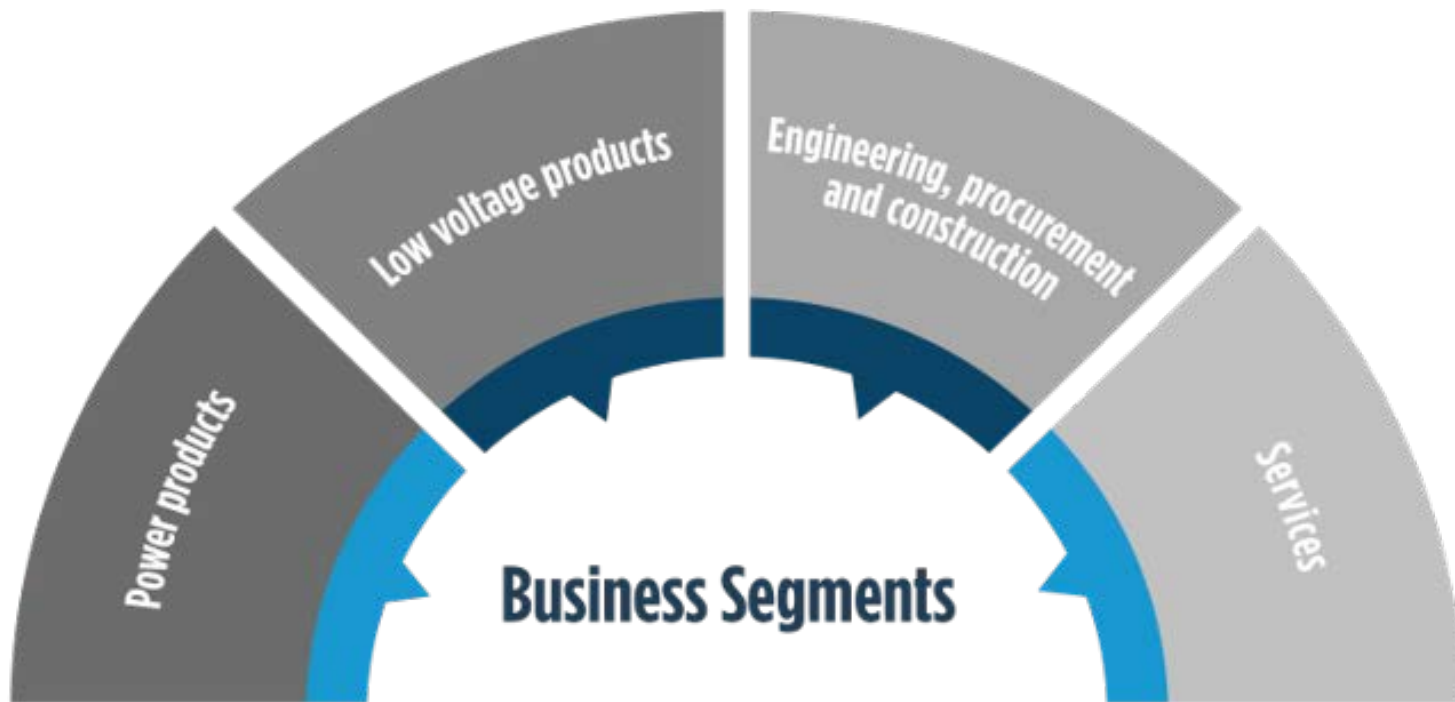 Power products
Low voltage products
Engineering, procurement
and construction
Services
Business Segments